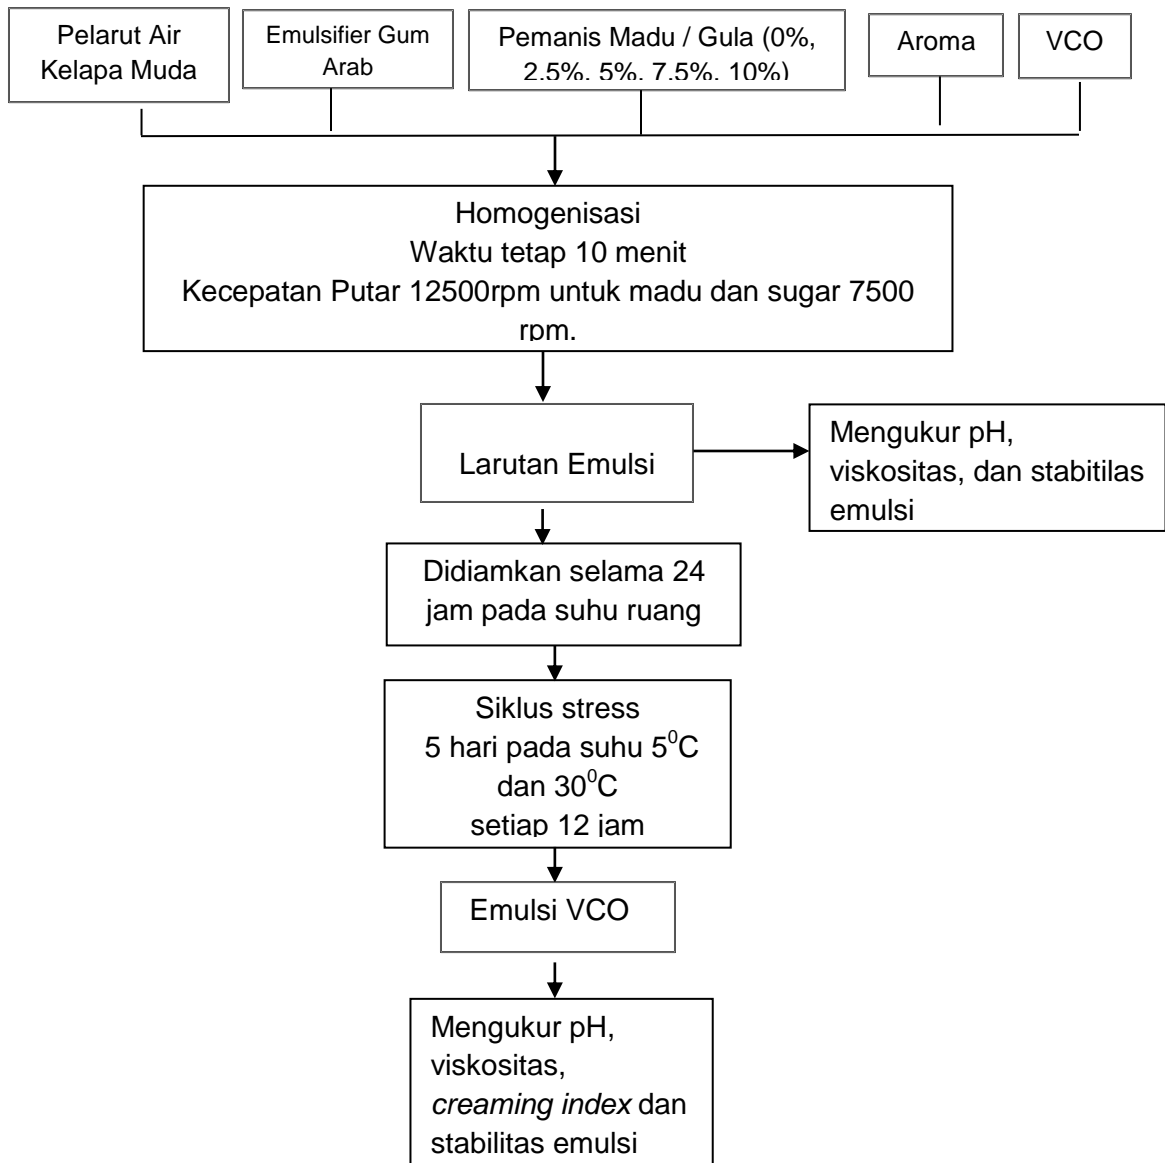 Pelarut Air
Kelapa Muda
Emulsifier Gum
Arab
Pemanis Madu / Gula (0%,
2.5%, 5%, 7.5%, 10%)
Aroma
VCO
Homogenisasi
Waktu tetap 10 menit
Kecepatan Putar 12500rpm untuk madu dan sugar 7500
rpm.
Larutan Emulsi
Mengukur pH,
viskositas, dan stabitilas
emulsi
Didiamkan selama 24
jam pada suhu ruang
Siklus stress
5 hari pada suhu 5⁰C
dan 30⁰C
setiap 12 jam
Emulsi VCO
Mengukur pH,
viskositas,
creaming index dan
stabilitas emulsi